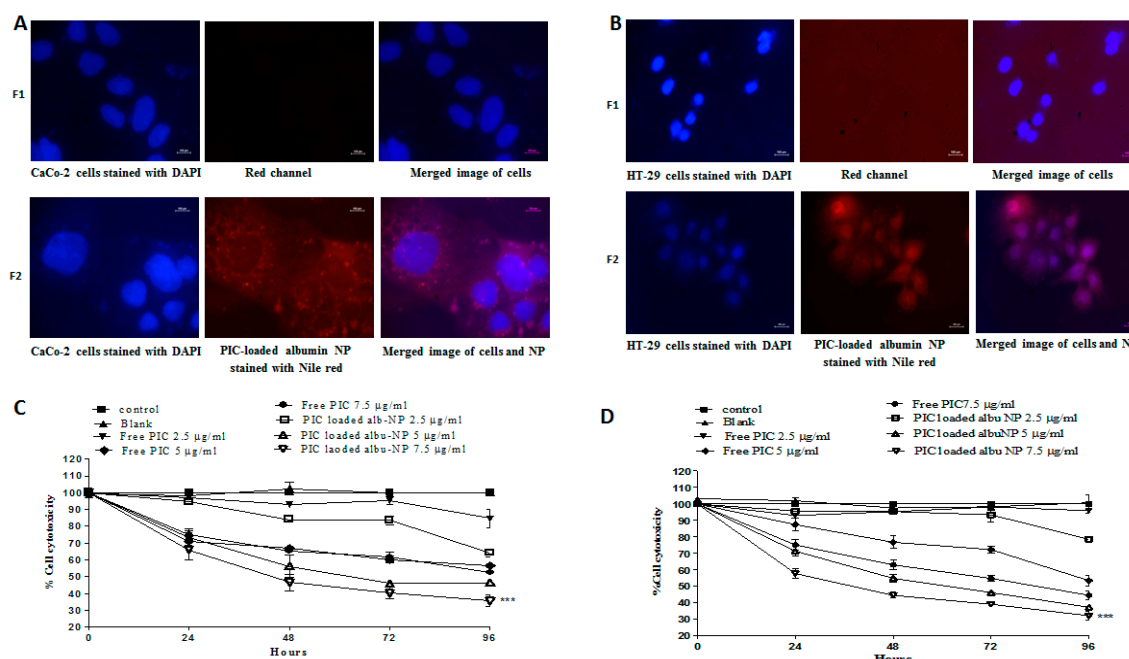 A
F1
CaCo-2 cells stained with DAPI
Red channel
Merged image of cells
F2
CaCo-2 cells stained with DAPI
PIC-loaded albumin NP
stained with Nile red
Merged image of cells and NP
B
F1
HT-29 cells stained with DAPI
Red channel
Merged image of cells
F2
HT-29 cells stained with DAPI
PIC-loaded albumin NP
stained with Nile red
Merged image of cells and N
C
control
Blank
Free PIC 2.5 µg/ml
Free PIC 5 µg/ml
Free PIC 7.5 µg/ml
PIC loaded alb-NP 2.5 µg/ml
PIC loaded albu-NP 5 µg/ml
PIC laoded albu-NP 7.5 µg/ml
% Cell cytotoxicity
120
110
100
90
80
70
60
50
40
30
20
0
24
48
72
96
***
Hours
D
control
Blank
Free PIC 2.5 µg/ml
Free PIC 5 µg/ml
Free PIC7.5 µg/ml
PIC1oaded albu NP 2.5 µg/ml
PIC1oaded albuNP 5 µg/ml
PIC1oaded albu NP 7.5 µg/ml
%Cell cytotoxicity
120
110
100
90
80
70
60
50
40
30
20
0
24
48
72
96
***
Hours